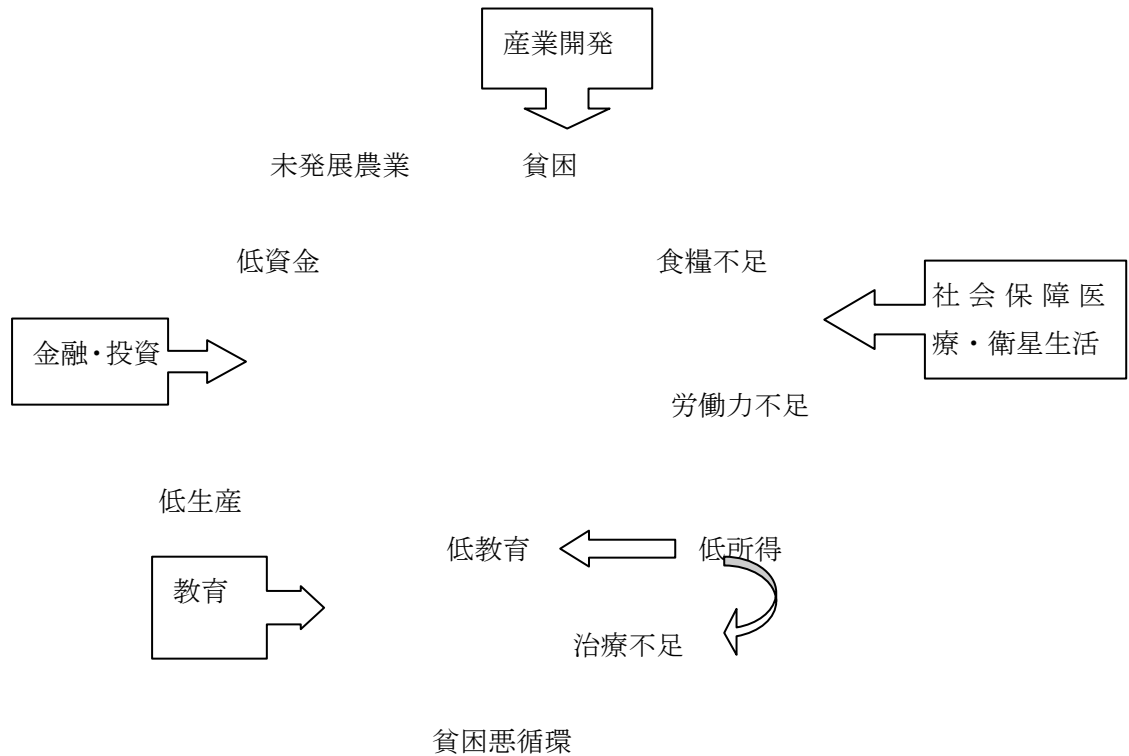 産業開発
未発展農業
貧困
低資金
食糧不足
社会保障医
療・衛星生活
金融・投資
労働力不足
低生産
低教育
低所得
教育
治療不足
貧困悪循環